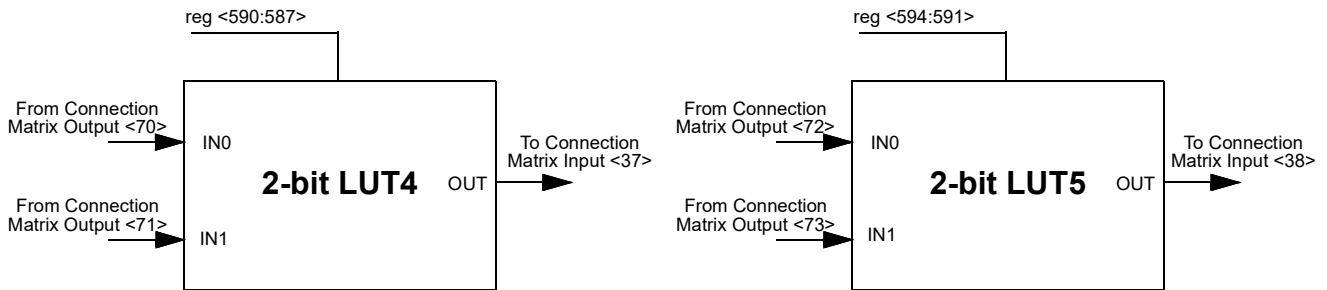 reg <590:587>
From Connection
Matrix Output <70>
IN0
2-bit LUT4
OUT
To Connection
Matrix Input <37>
From Connection
Matrix Output <71>
IN1
reg <594:591>
From Connection
Matrix Output <72>
IN0
2-bit LUT5
OUT
To Connection
Matrix Input <38>
From Connection
Matrix Output <73>
IN1